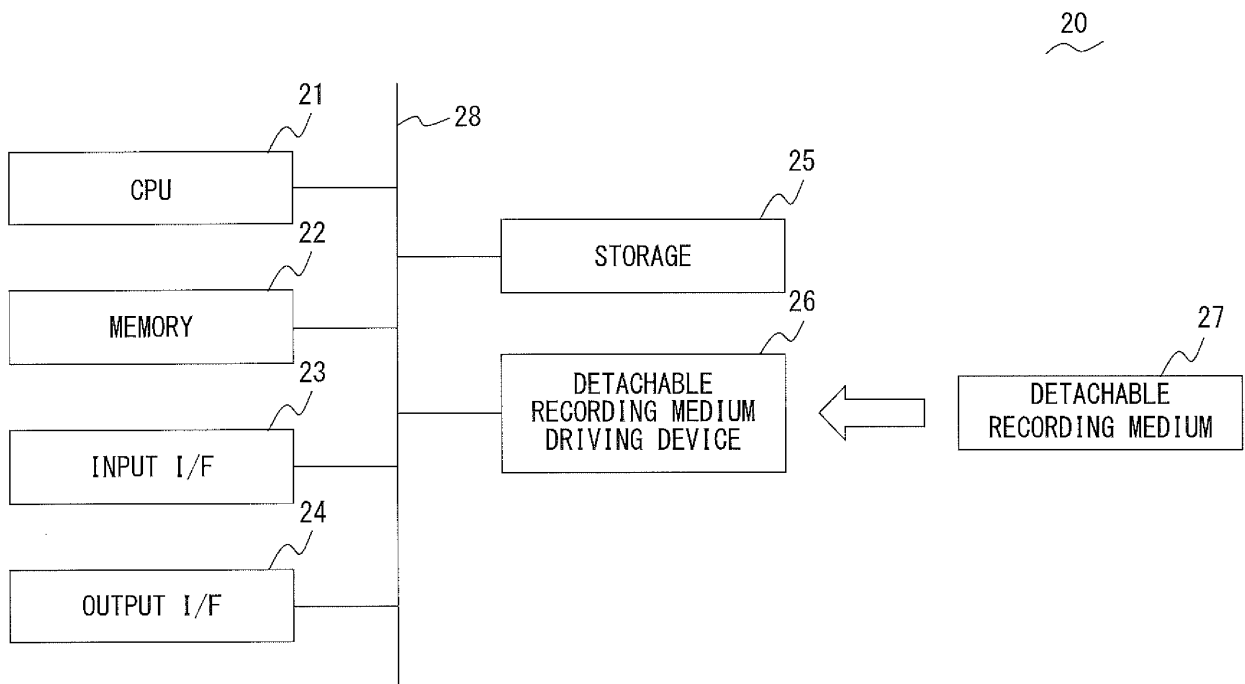 20
21
28
CPU
25
22
STORAGE
MEMORY
26
23
27
DETACHABLE
RECORDING MEDIUM
DRIVING DEVICE
DETACHABLE
RECORDING MEDIUM
INPUT I/F
24
OUTPUT I/F